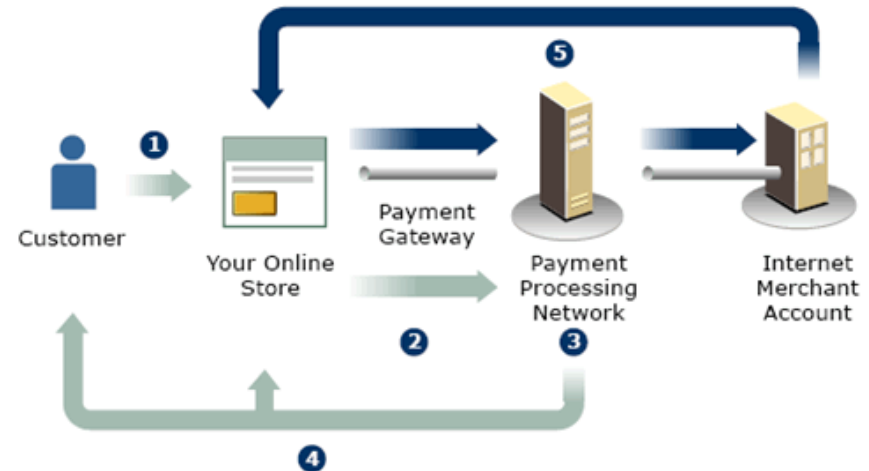 5
1
Customer
Your Online
Store
Payment
Gateway
Payment
Processing
Network
Internet
Merchant
Account
2
3
4